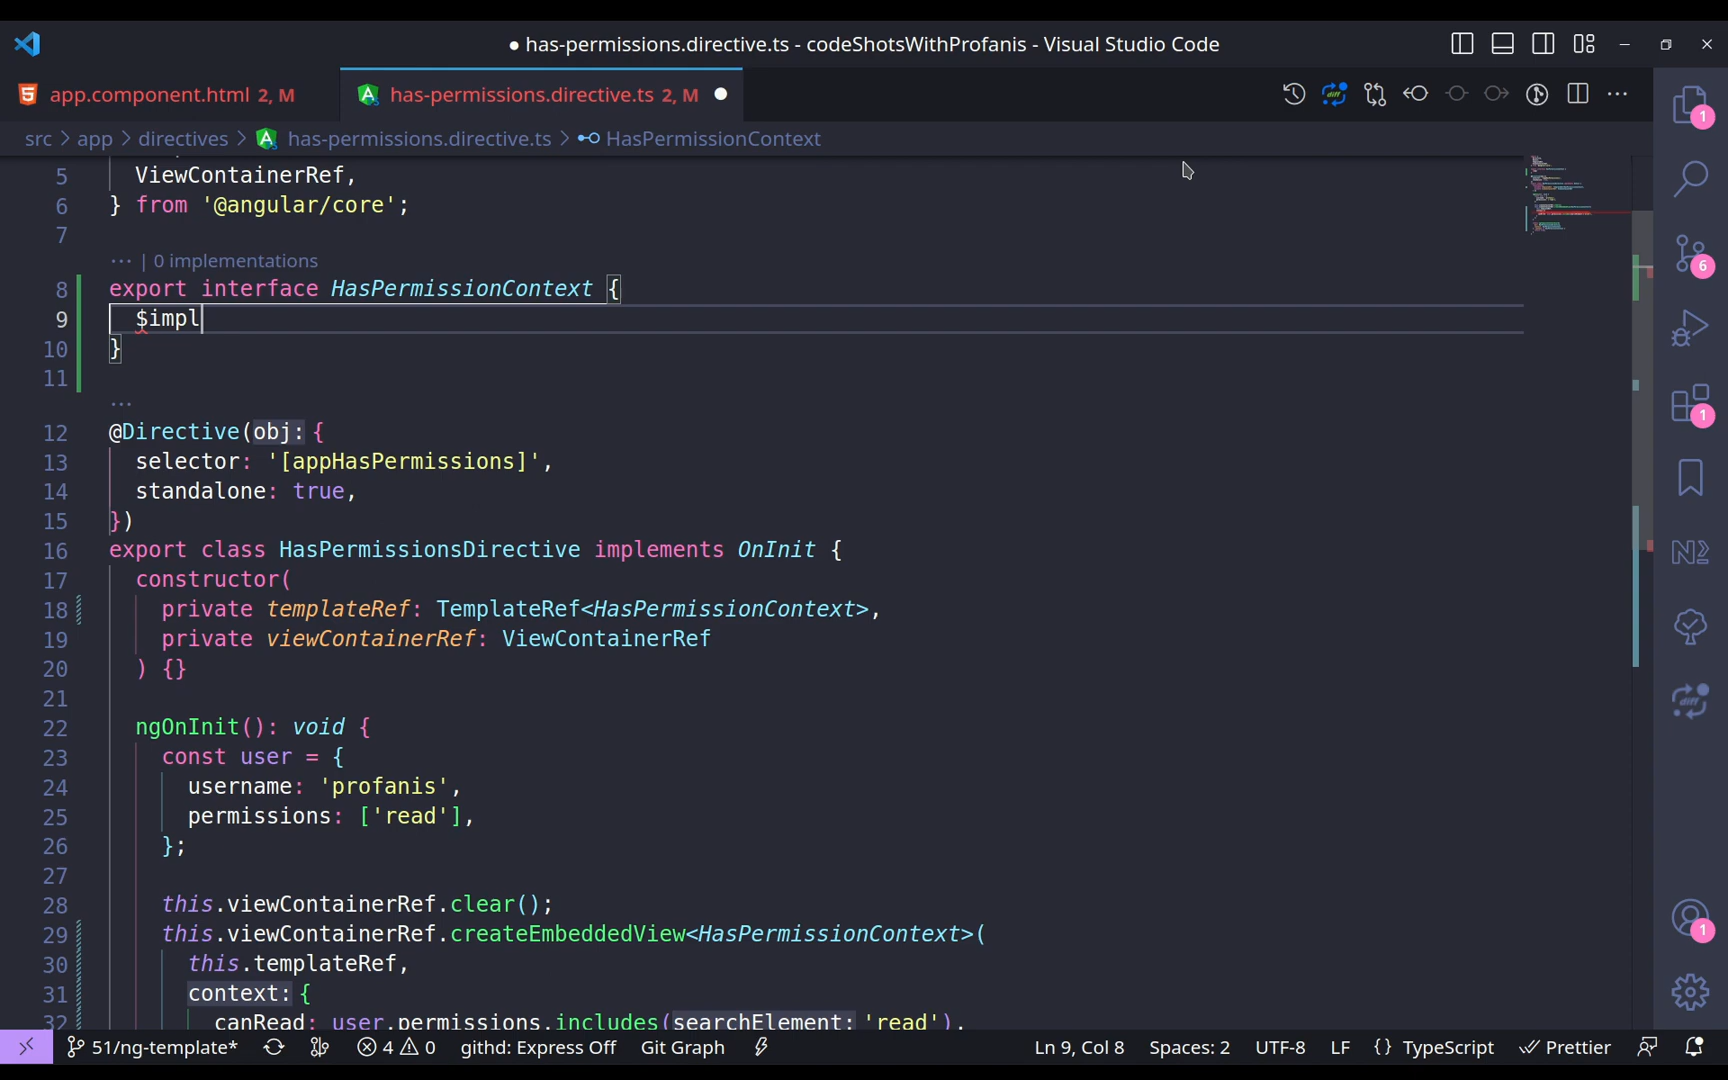 ● has-permissions.directive.ts - codeShotsWithProfanis - Visual Studio Code
app.component.html 2, M
has-permissions.directive.ts 2, M ●
src > app > directives > has-permissions.directive.ts > HasPermissionContext
5 ViewContainerRef,
6 } from '@angular/core';
7
··· | 0 implementations
8 export interface HasPermissionContext {
9 $impl
10 }
11
···
12 @Directive(obj: {
13 selector: '[appHasPermissions]',
14 standalone: true,
15 })
16 export class HasPermissionsDirective implements OnInit {
17 constructor(
18 private templateRef: TemplateRef<HasPermissionContext>,
19 private viewContainerRef: ViewContainerRef
20 ) {}
21
22 ngOnInit(): void {
23 const user = {
24 username: 'profanis',
25 permissions: ['read'],
26 };
27
28 this.viewContainerRef.clear();
29 this.viewContainerRef.createEmbeddedView<HasPermissionContext>(
30 this.templateRef,
31 context: {
32 canRead: user.permissions.includes(searchElement: 'read'),
1
6
1
1
diff
diff
51/ng-template* 4 0 githd: Express Off Git Graph Ln 9, Col 8 Spaces: 2 UTF-8 LF {} TypeScript Prettier